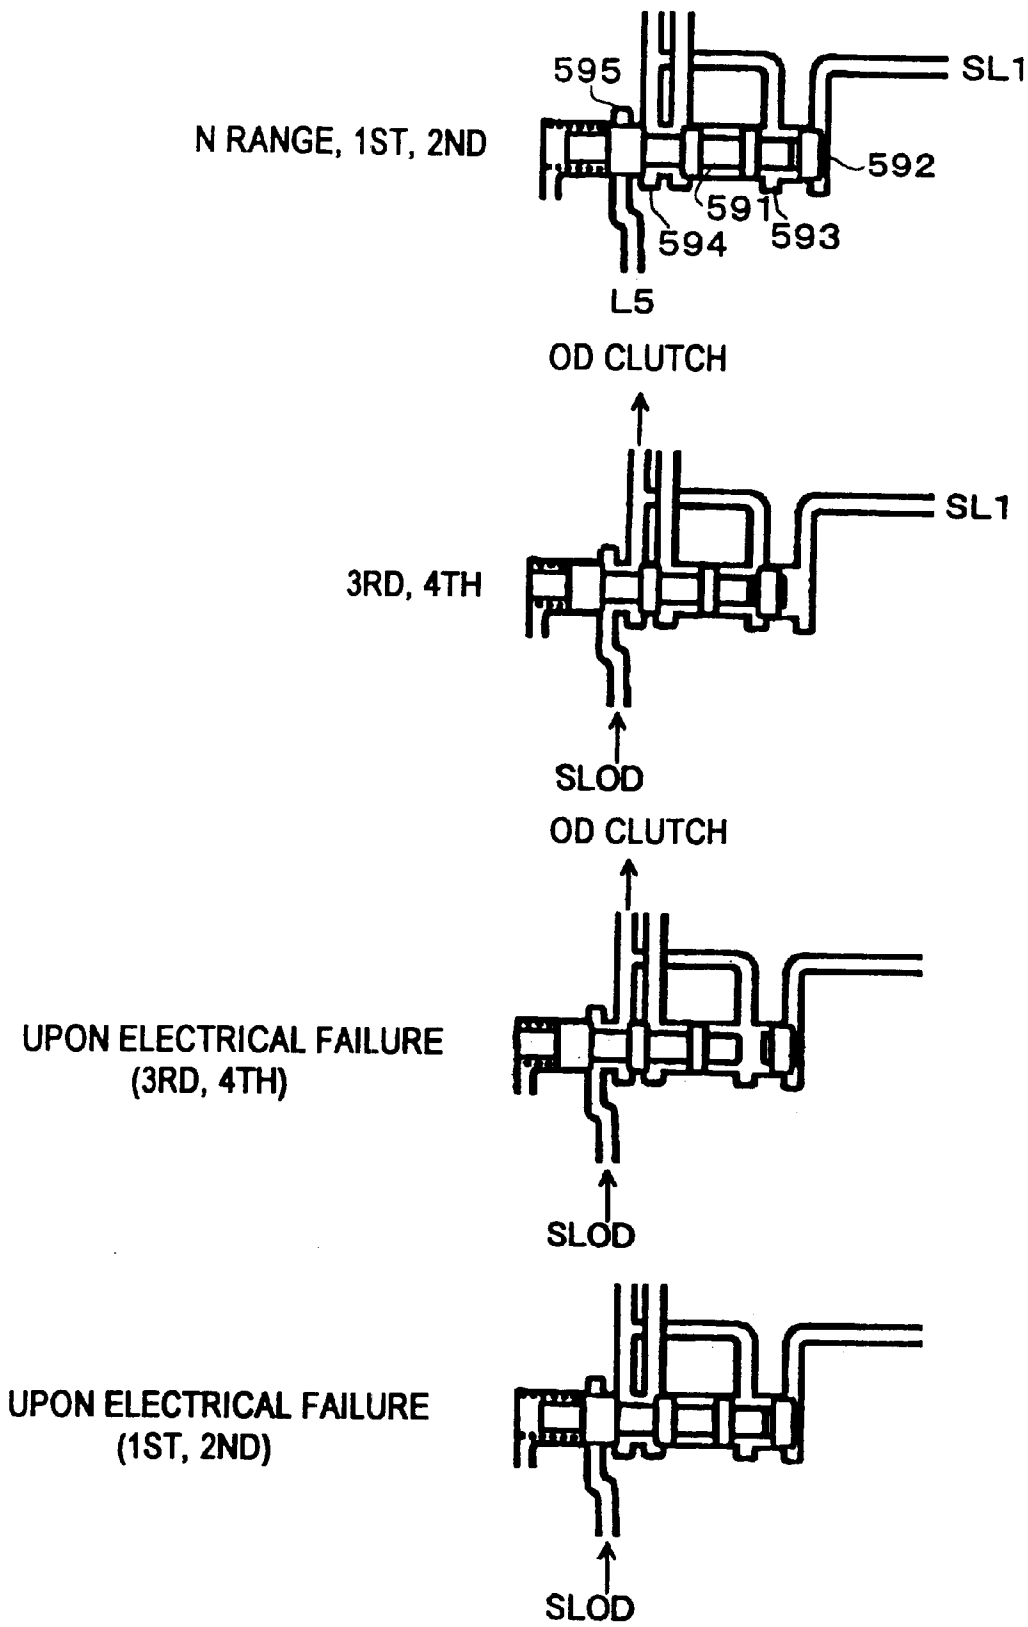 595
SL1
N RANGE, 1ST, 2ND
592
591
594
593
L5
OD CLUTCH
SL1
3RD, 4TH
SLOD
OD CLUTCH
UPON ELECTRICAL FAILURE
(3RD, 4TH)
SLOD
UPON ELECTRICAL FAILURE
(1ST, 2ND)
SLOD